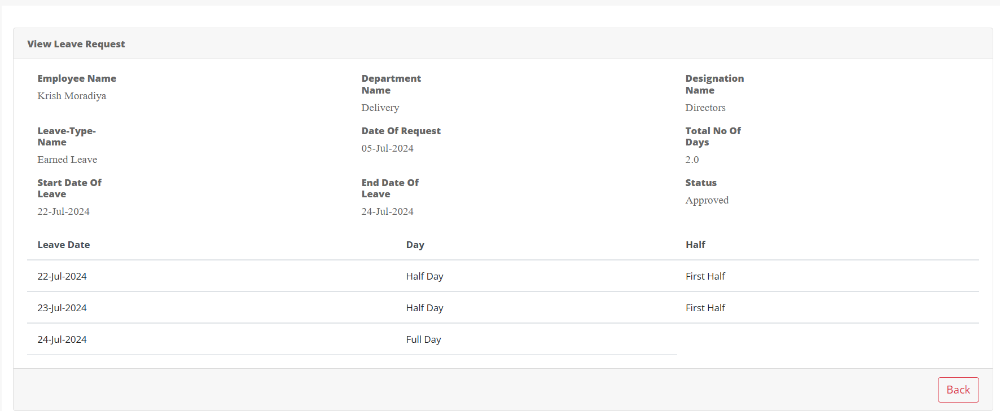 View Leave Request
Employee Name
Krish Moradiya
Department
Name
Delivery
Designation
Name
Directors
Leave-Type-
Name
Earned Leave
Date Of Request
05-Jul-2024
Total No Of
Days
2.0
Start Date Of
Leave
22-Jul-2024
End Date Of
Leave
24-Jul-2024
Status
Approved
Leave Date Day Half
22-Jul-2024 Half Day First Half
23-Jul-2024 Half Day First Half
24-Jul-2024 Full Day
Back